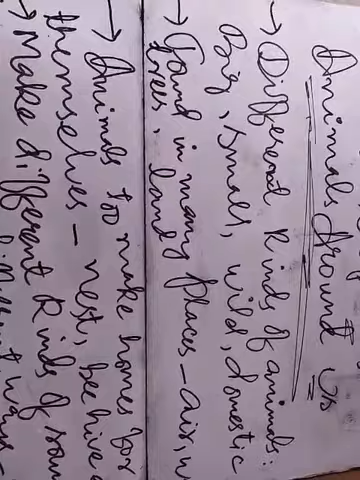 Animals Around Us
→ Different kinds of animals:
Big, small, wild, domestic
→ Found in many places - air, w
trees, land
→ Animals too make homes for
themselves - nest, bee hive
→ Make different kinds of soun